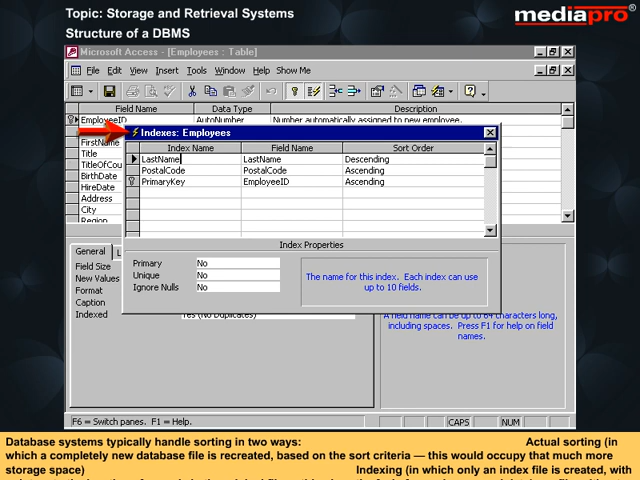 Topic: Storage and Retrieval Systems
mediapro®
Structure of a DBMS
Microsoft Access - [Employees : Table]
File Edit View Insert Tools Window Help Show Me
Field Name Data Type Description
EmployeeID AutoNumber Number automatically assigned to new employee.
Indexes: Employees
FirstName
Title
TitleOfCou
BirthDate
HireDate
Address
City
Region
Index Name Field Name Sort Order
LastName LastName Descending
PostalCode PostalCode Ascending
PrimaryKey EmployeeID Ascending
Index Properties
Primary No
Unique No
Ignore Nulls No
The name for this index. Each index can use
up to 10 fields.
General L
Field Size
New Values
Format
Caption
Indexed Yes (No Duplicates)
A field name can be up to 64 characters long,
including spaces. Press F1 for help on field
names.
F6 = Switch panes. F1 = Help. CAPS NUM
Database systems typically handle sorting in two ways: Actual sorting (in
which a completely new database file is recreated, based on the sort criteria — this would occupy that much more
storage space) Indexing (in which only an index file is created, with